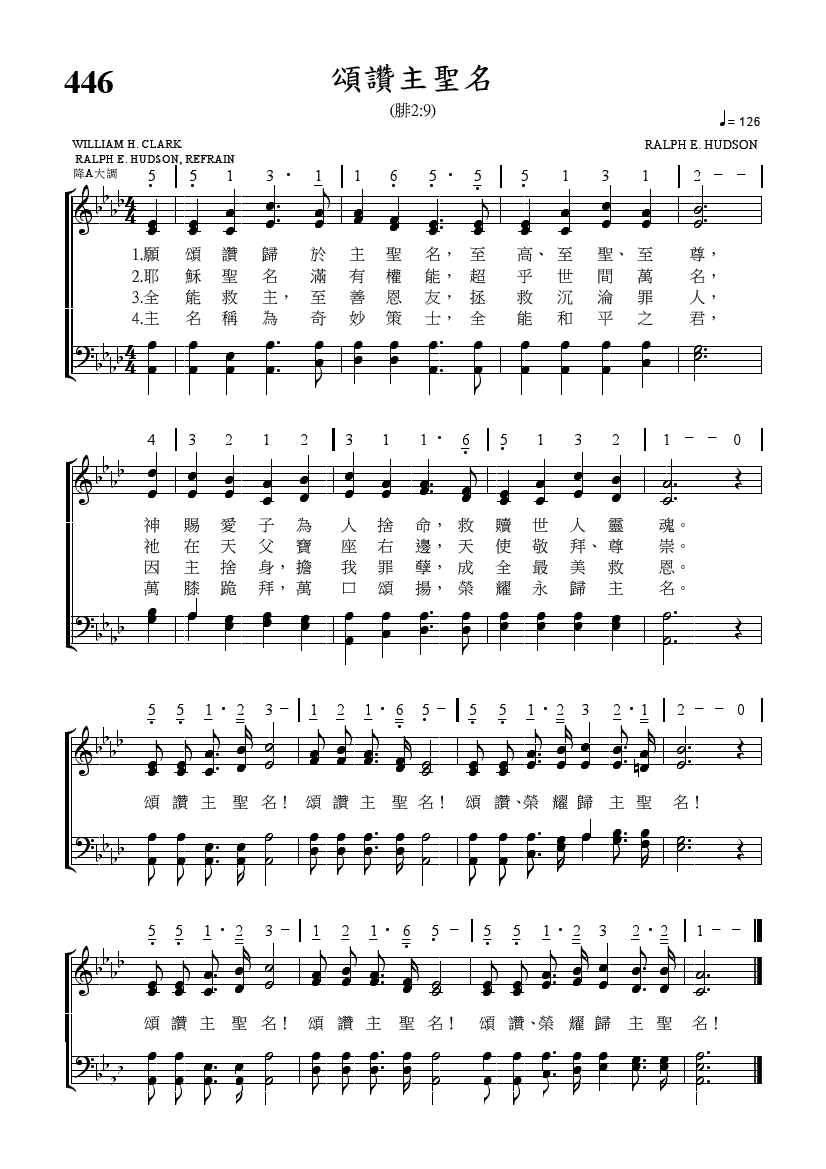 446
頌讚主聖名
(腓2:9)
♩= 126
WILLIAM H. CLARK
RALPH E. HUDSON, REFRAIN
RALPH E. HUDSON
降A大調
5 | 5 1 3 · 1 | 1 6 5 · 5 | 5 1 3 1 | 2 – – |
1.願 頌 讚 歸 於 主 聖 名， 至 高、 至 聖、 至 尊，
2.耶 穌 聖 名 滿 有 權 能， 超 乎 世 間 萬 名，
3.全 能 救 主， 至 善 恩 友， 拯 救 沉 淪 罪 人，
4.主 名 稱 為 奇 妙 策 士， 全 能 和 平 之 君，
4 | 3 2 1 2 | 3 1 1 · 6 | 5 1 3 2 | 1 – – 0 |
神 賜 愛 子 為 人 捨 命， 救 贖 世 人 靈 魂。
祂 在 天 父 寶 座 右 邊， 天 使 敬 拜、 尊 崇。
因 主 捨 身， 擔 我 罪 孽， 成 全 最 美 救 恩。
萬 膝 跪 拜， 萬 口 頌 揚， 榮 耀 永 歸 主 名。
5 5 1 · 2 3 – | 1 2 1 · 6 5 – | 5 5 1 · 2 3 2 · 1 | 2 – – 0 |
頌 讚 主 聖 名！ 頌 讚 主 聖 名！ 頌 讚、榮 耀 歸 主 聖 名！
5 5 1 · 2 3 – | 1 2 1 · 6 5 – | 5 5 1 · 2 3 2 · 2 | 1 – –
頌 讚 主 聖 名！ 頌 讚 主 聖 名！ 頌 讚、榮 耀 歸 主 聖 名！